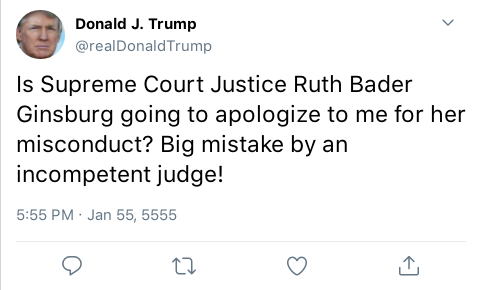 Donald J. Trump
@realDonaldTrump
Is Supreme Court Justice Ruth Bader
Ginsburg going to apologize to me for her
misconduct? Big mistake by an
incompetent judge!
5:55 PM · Jan 55, 5555